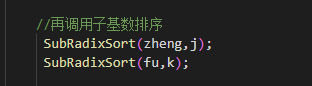 //再调用子基数排序
SubRadixSort(zheng,j);
SubRadixSort(fu,k);